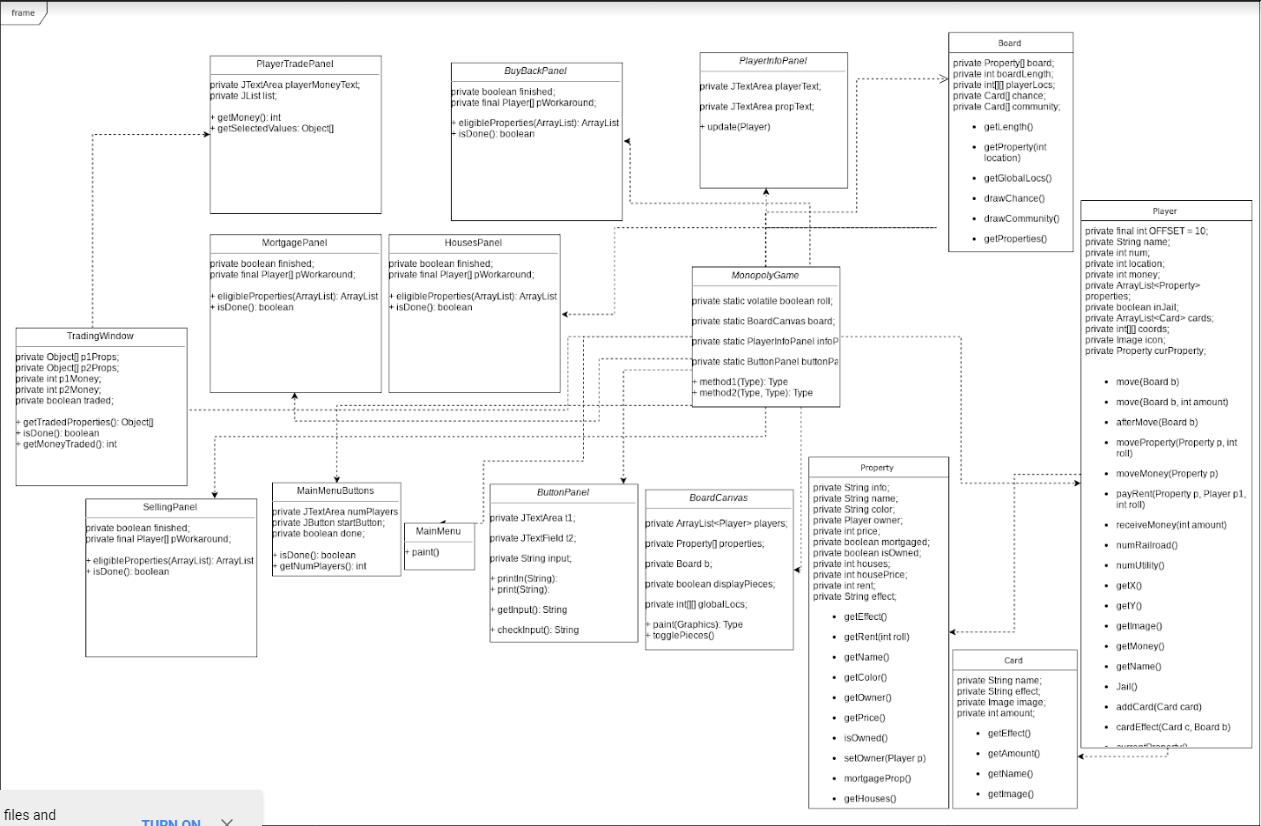 frame
PlayerTradePanel
private JTextArea playerMoneyText;
private JList list;
+ getMoney(): int
+ getSelectedValues: Object[]
BuyBackPanel
private boolean finished;
private final Player[] pWorkaround;
+ eligibleProperties(ArrayList): ArrayList
+ isDone(): boolean
PlayerInfoPanel
private JTextArea playerText;
private JTextArea propText;
+ update(Player)
Board
private Property[] board;
private int boardLength;
private int[][] playerLocs;
private Card[] chance;
private Card[] community;
• getLength()
• getProperty(int
location)
• getGlobalLocs()
• drawChance()
• drawCommunity()
• getProperties()
Player
private final int OFFSET = 10;
private String name;
private int num;
private int location;
private int money;
private ArrayList<Property>
properties;
private boolean inJail;
private ArrayList<Card> cards;
private int[][] coords;
private Image icon;
private Property curProperty;
• move(Board b)
• move(Board b, int amount)
• afterMove(Board b)
• moveProperty(Property p, int
roll)
• moveMoney(Property p)
• payRent(Property p, Player p1,
int roll)
• receiveMoney(int amount)
• numRailroad()
• numUtility()
• getX()
• getY()
• getImage()
• getMoney()
• getName()
• Jail()
• addCard(Card card)
• cardEffect(Card c, Board b)
• currentProperty()
MortgagePanel
private boolean finished;
private final Player[] pWorkaround;
+ eligibleProperties(ArrayList): ArrayList
+ isDone(): boolean
HousesPanel
private boolean finished;
private final Player[] pWorkaround;
+ eligibleProperties(ArrayList): ArrayList
+ isDone(): boolean
MonopolyGame
private static volatile boolean roll;
private static BoardCanvas board;
private static PlayerInfoPanel infoP
private static ButtonPanel buttonPa
+ method1(Type): Type
+ method2(Type, Type): Type
TradingWindow
private Object[] p1Props;
private Object[] p2Props;
private int p1Money;
private int p2Money;
private boolean traded;
+ getTradedProperties(): Object[]
+ isDone(): boolean
+ getMoneyTraded(): int
SellingPanel
private boolean finished;
private final Player[] pWorkaround;
+ eligibleProperties(ArrayList): ArrayList
+ isDone(): boolean
MainMenuButtons
private JTextArea numPlayers
private JButton startButton;
private boolean done;
+ isDone(): boolean
+ getNumPlayers(): int
MainMenu
+ paint()
ButtonPanel
private JTextArea t1;
private JTextField t2;
private String input;
+ println(String):
+ print(String):
+ getInput(): String
+ checkInput(): String
BoardCanvas
private ArrayList<Player> players;
private Property[] properties;
private Board b;
private boolean displayPieces;
private int[][] globalLocs;
+ paint(Graphics): Type
+ togglePieces()
Property
private String info;
private String name;
private String color;
private Player owner;
private int price;
private boolean mortgaged;
private boolean isOwned;
private int houses;
private int housePrice;
private int rent;
private String effect;
• getEffect()
• getRent(int roll)
• getName()
• getColor()
• getOwner()
• getPrice()
• isOwned()
• setOwner(Player p)
• mortgageProp()
• getHouses()
Card
private String name;
private String effect;
private Image image;
private int amount;
• getEffect()
• getAmount()
• getName()
• getImage()
files and
TURN ON